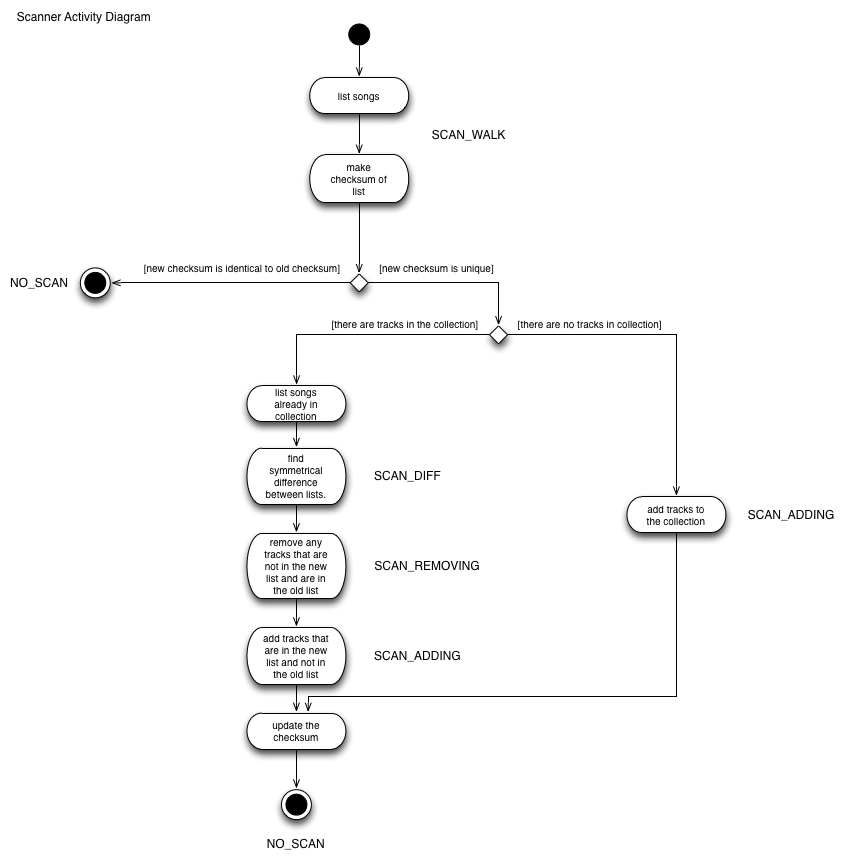 Scanner Activity Diagram
list songs
SCAN_WALK
make
checksum of
list
[new checksum is identical to old checksum]
[new checksum is unique]
NO_SCAN
[there are tracks in the collection]
[there are no tracks in collection]
list songs
already in
collection
find
symmetrical
difference
between lists.
SCAN_DIFF
add tracks to
the collection
SCAN_ADDING
remove any
tracks that are
not in the new
list and are in
the old list
SCAN_REMOVING
add tracks that
are in the new
list and not in
the old list
SCAN_ADDING
update the
checksum
NO_SCAN